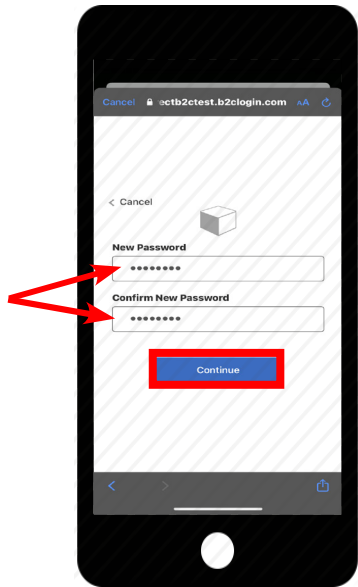 Cancel ectb2ctest.b2clogin.com AA
< Cancel
New Password
••••••••
Confirm New Password
••••••••
Continue